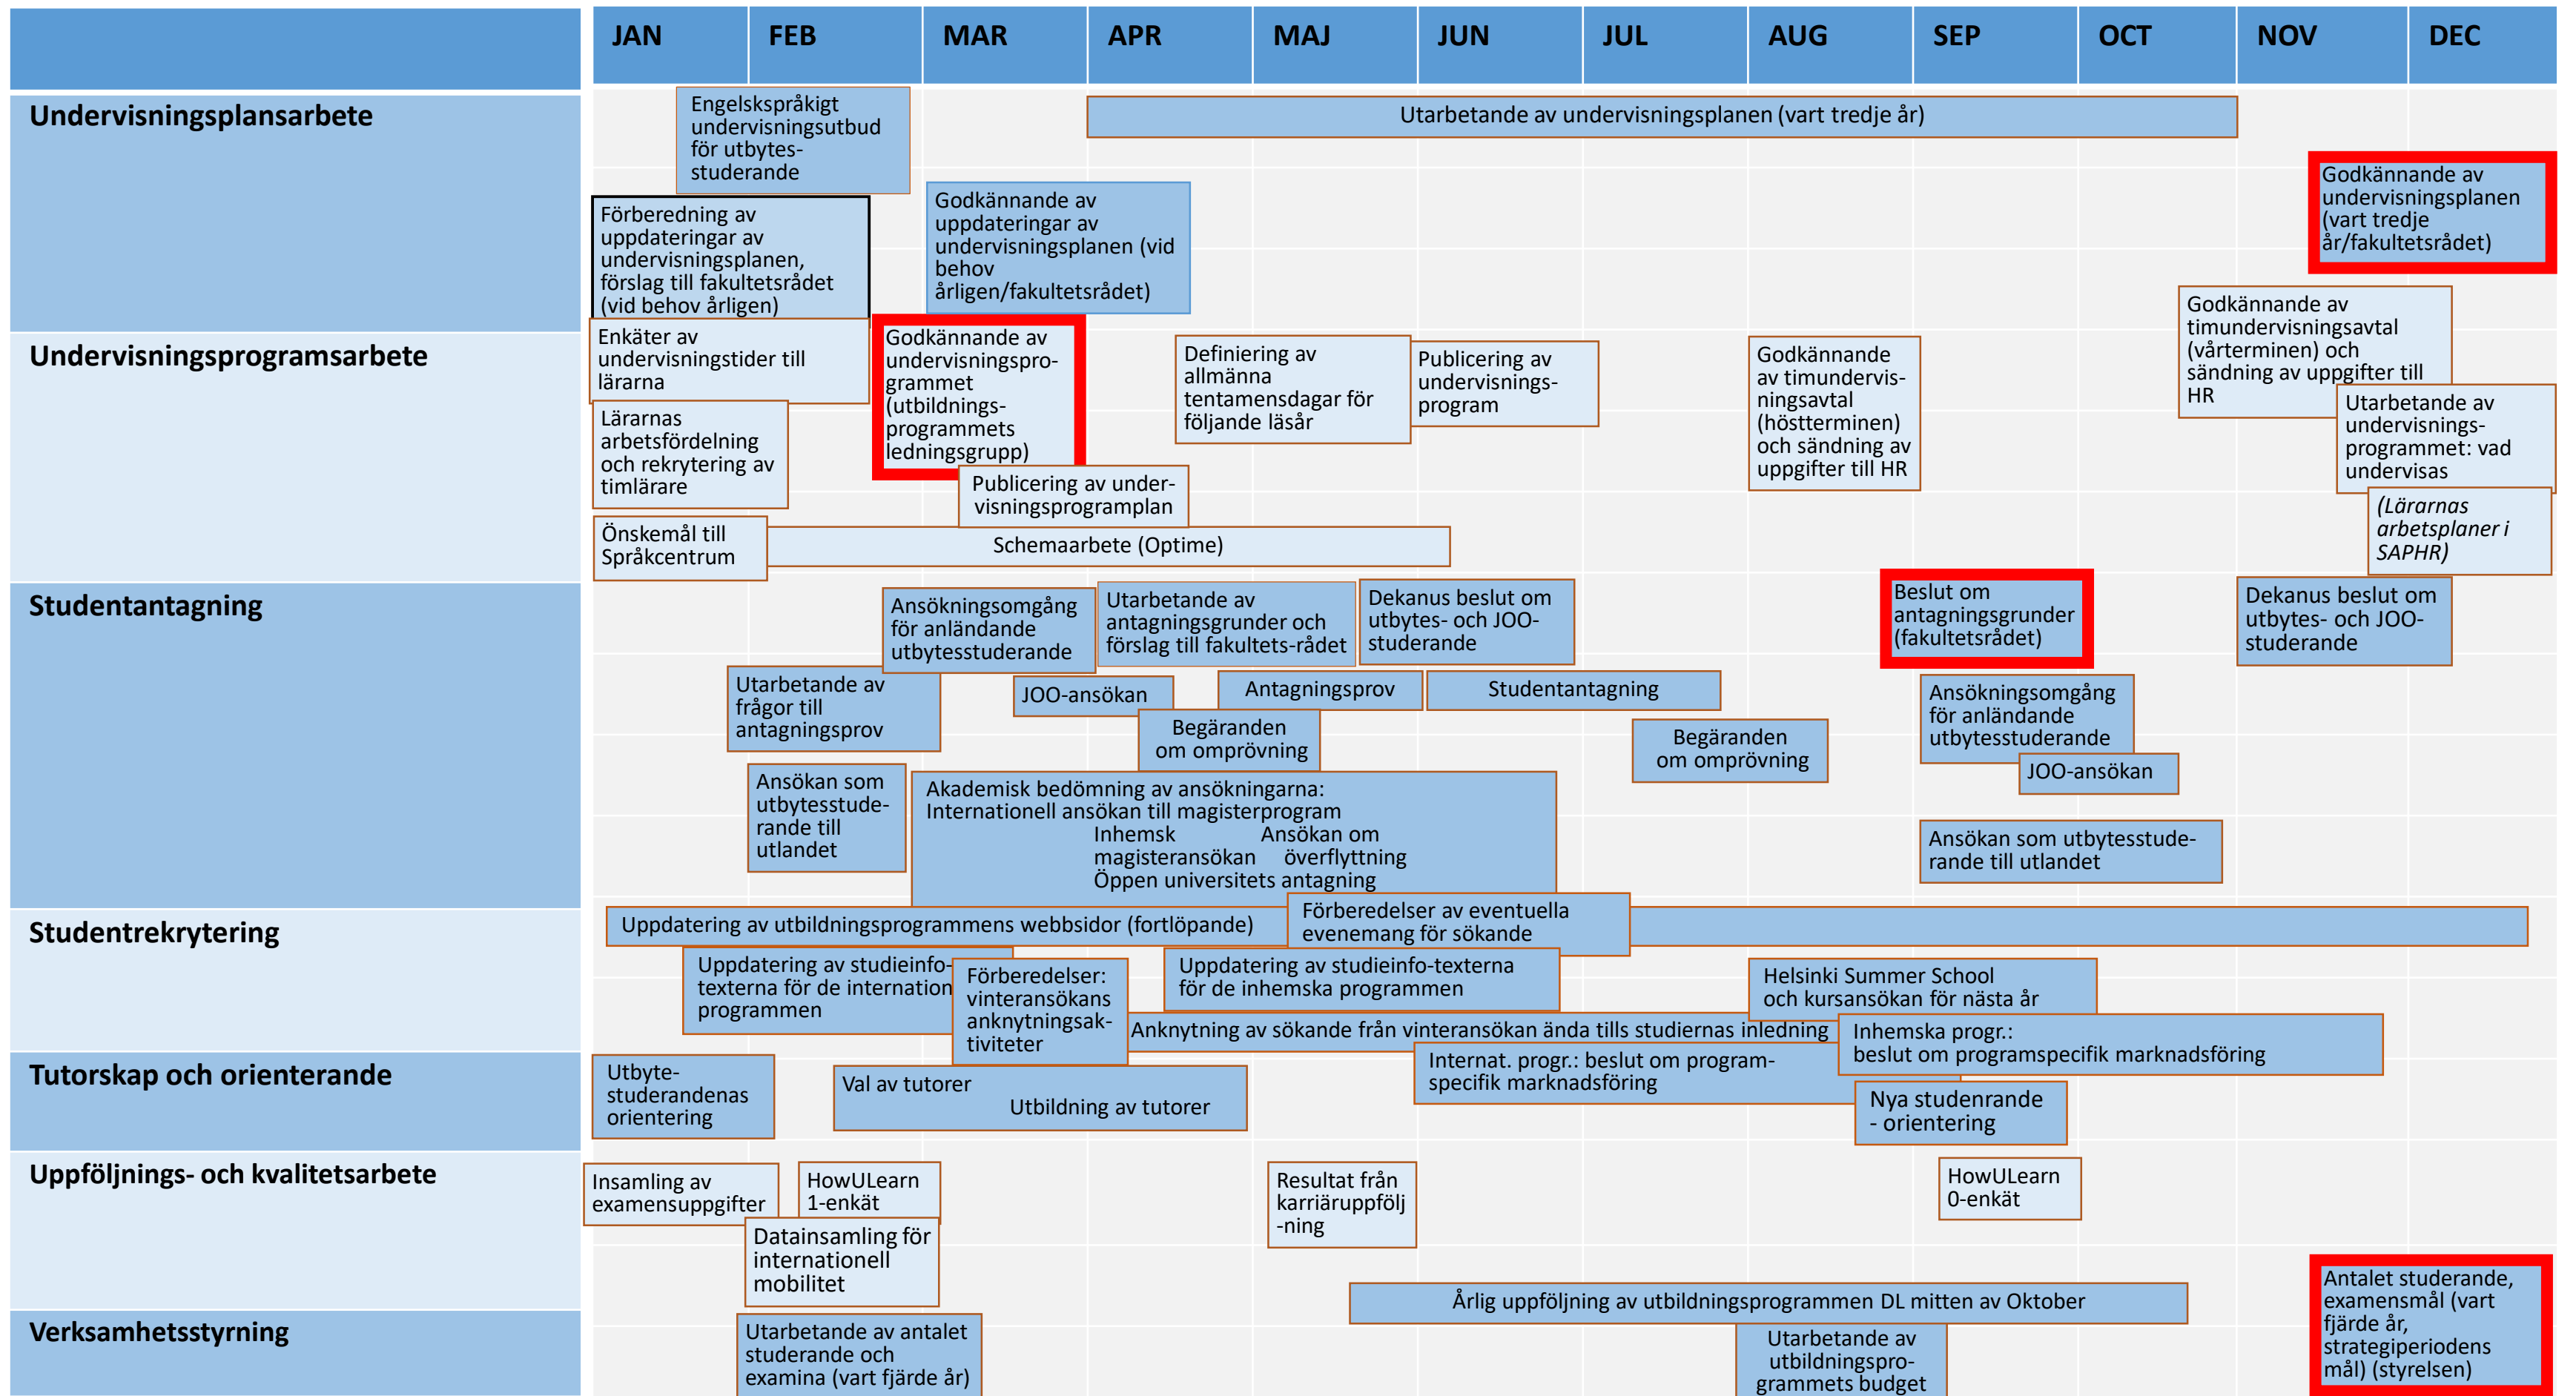 JAN
FEB
MAR
APR
MAJ
JUN
JUL
AUG
SEP
OCT
NOV
DEC
Undervisningsplansarbete
Engelskspråkigt
undervisningsutbud
för utbytes-
studerande
Utarbetande av undervisningsplanen (vart tredje år)
Förberedning av
uppdateringar av
undervisningsplanen,
förslag till fakultetsrådet
(vid behov årligen)
Godkännande av
uppdateringar av
undervisningsplanen (vid
behov
årligen/fakultetsrådet)
Godkännande av
undervisningsplanen
(vart tredje
år/fakultetsrådet)
Undervisningsprogramsarbete
Enkäter av
undervisningstider till
lärarna
Lärarnas
arbetsfördelning
och rekrytering av
timlärare
Önskemål till
Språkcentrum
Godkännande av
undervisningspro-
grammet
(utbildnings-
programmets
ledningsgrupp)
Publicering av under-
visningsprogramplan
Schemaarbete (Optime)
Definiering av
allmänna
tentamensdagar för
följande läsår
Publicering av
undervisnings-
program
Godkännande
av timundervis-
ningsavtal
(höstterminen)
och sändning av
uppgifter till HR
Godkännande av
timundervisningsavtal
(vårterminen) och
sändning av uppgifter till
HR
Utarbetande av
undervisnings-
programmet: vad
undervisas
(Lärarnas
arbetsplaner i
SAPHR)
Studentantagning
Ansökningsomgång
för anländande
utbytesstuderande
Utarbetande av
antagningsgrunder och
förslag till fakultets-rådet
Dekanus beslut om
utbytes- och JOO-
studerande
Beslut om
antagningsgrunder
(fakultetsrådet)
Dekanus beslut om
utbytes- och JOO-
studerande
Utarbetande av
frågor till
antagningsprov
JOO-ansökan
Antagningsprov
Studentantagning
Begäranden
om omprövning
Begäranden
om omprövning
Ansökningsomgång
för anländande
utbytesstuderande
JOO-ansökan
Ansökan som
utbytesstude-
rande till
utlandet
Akademisk bedömning av ansökningarna:
Internationell ansökan till magisterprogram
Inhemsk Ansökan om
magisteransökan överflyttning
Öppen universitets antagning
Ansökan som utbytesstude-
rande till utlandet
Studentrekrytering
Uppdatering av utbildningsprogrammens webbsidor (fortlöpande)
Förberedelser av eventuella
evenemang för sökande
Uppdatering av studieinfo-
texterna för de internation
programmen
Förberedelser:
vinteransökans
anknytningsak-
tiviteter
Uppdatering av studieinfo-texterna
för de inhemska programmen
Helsinki Summer School
och kursansökan för nästa år
Anknytning av sökande från vinteransökan ända tills studiernas inledning
Inhemska progr.:
beslut om programspecifik marknadsföring
Internat. progr.: beslut om program-
specifik marknadsföring
Tutorskap och orienterande
Utbyte-
studerandenas
orientering
Val av tutorer
Utbildning av tutorer
Nya studenrande
- orientering
Uppföljnings- och kvalitetsarbete
Insamling av
examensuppgifter
HowULearn
1-enkät
Datainsamling för
internationell
mobilitet
Resultat från
karriäruppfölj
-ning
HowULearn
0-enkät
Årlig uppföljning av utbildningsprogrammen DL mitten av Oktober
Verksamhetsstyrning
Utarbetande av antalet
studerande och
examina (vart fjärde år)
Utarbetande av
utbildningspro-
grammets budget
Antalet studerande,
examensmål (vart
fjärde år,
strategiperiodens
mål) (styrelsen)